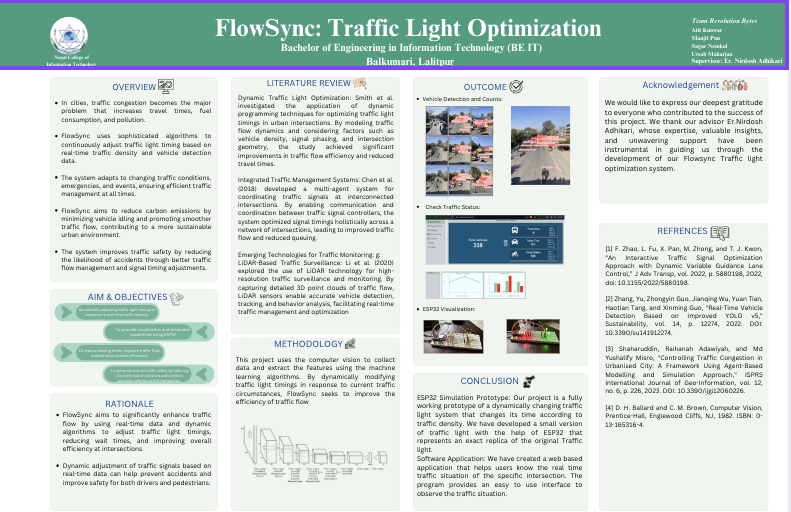 FlowSync: Traffic Light Optimization
Bachelor of Engineering in Information Technology (BE IT)
Balkumari, Lalitpur
Nepal College of
Information Technology
Team Revolution Bytes
Atit Kunwar
Manjit Pun
Sagar Nemkul
Utsab Maharjan
Supervisor: Er. Nirdosh Adhikari
OVERVIEW
In cities, traffic congestion becomes the major
problem that increases travel times, fuel
consumption, and pollution.
FlowSync uses sophisticated algorithms to
continuously adjust traffic light timing based on
real-time traffic density and vehicle detection
data.
The system adapts to changing traffic conditions,
emergencies, and events, ensuring efficient traffic
management at all times.
FlowSync aims to reduce carbon emissions by
minimizing vehicle idling and promoting smoother
traffic flow, contributing to a more sustainable
urban environment.
The system improves traffic safety by reducing
the likelihood of accidents through better traffic
flow management and signal timing adjustments.
AIM & OBJECTIVES
RATIONALE
FlowSync aims to significantly enhance traffic
flow by using real-time data and dynamic
algorithms to adjust traffic light timings,
reducing wait times, and improving overall
efficiency at intersections.
Dynamic adjustment of traffic signals based on
real-time data can help prevent accidents and
improve safety for both drivers and pedestrians.
LITERATURE REVIEW
Dynamic Traffic Light Optimization: Smith et al.
investigated the application of dynamic
programming techniques for optimizing traffic light
timings in urban intersections. By modeling traffic
flow dynamics and considering factors such as
vehicle density, signal phasing, and intersection
geometry, the study achieved significant
improvements in traffic flow efficiency and reduced
travel times.
Integrated Traffic Management Systems: Chen et al.
(2018) developed a multi-agent system for
coordinating traffic signals at interconnected
intersections. By enabling communication and
coordination between traffic signal controllers, the
system optimized signal timings holistically across a
network of intersections, leading to improved traffic
flow and reduced queuing.
Emerging Technologies for Traffic Monitoring: g:
LiDAR-Based Traffic Surveillance: Li et al. (2020)
explored the use of LiDAR technology for high-
resolution traffic surveillance and monitoring. By
capturing detailed 3D point clouds of traffic flow,
LiDAR sensors enable accurate vehicle detection,
tracking, and behavior analysis, facilitating real-time
traffic management and optimization
METHODOLOGY
This project uses the computer vision to collect
data and extract the features using the machine
learning algorithms. By dynamically modifying
traffic light timings in response to current traffic
circumstances, FlowSync seeks to improve the
efficiency of traffic flow
OUTCOME
Vehicle Detection and Counts:
Check Traffic Status:
338
ESP32 Visualization:
CONCLUSION
ESP32 Simulation Prototype: Our project is a fully
working prototype of a dynamically changing traffic
light system that changes its time according to
traffic density. We have developed a small version
of traffic light with the help of ESP32 that
represents an exact replica of the original Traffic
light.
Software Application: We have created a web based
application that helps users know the real time
traffic situation of the specific intersection. The
program provides an easy to use interface to
observe the traffic situation.
Acknowledgement
We would like to express our deepest gratitude
to everyone who contributed to the success of
this project. We thank our advisor Er.Nirdosh
Adhikari, whose expertise, valuable insights,
and unwavering support have been
instrumental in guiding us through the
development of our Flowsync Traffic light
optimization system.
REFRENCES
[1] F. Zhao, L. Fu, X. Pan, M. Zhong, and T. J. Kwon,
"An Interactive Traffic Signal Optimization
Approach with Dynamic Variable Guidance Lane
Control," J Adv Transp, vol. 2022, p. 5880198, 2022,
doi: 10.1155/2022/5880198.
[2] Zhang, Yu, Zhongyin Guo, Jianqing Wu, Yuan Tian,
Haotian Tang, and Xinming Guo, "Real-Time Vehicle
Detection Based on Improved YOLO v5,"
Sustainability, vol. 14, p. 12274, 2022. DOI:
10.3390/su141912274.
[3] Shaharuddin, Raihanah Adawiyah, and Md
Yushalify Misro, "Controlling Traffic Congestion in
Urbanised City: A Framework Using Agent-Based
Modelling and Simulation Approach," ISPRS
International Journal of Geo-Information, vol. 12,
no. 6, p. 226, 2023. DOI: 10.3390/ijgi12060226.
[4] D. H. Ballard and C. M. Brown, Computer Vision,
Prentice-Hall, Englewood Cliffs, NJ, 1982. ISBN: 0-
13-165316-4.